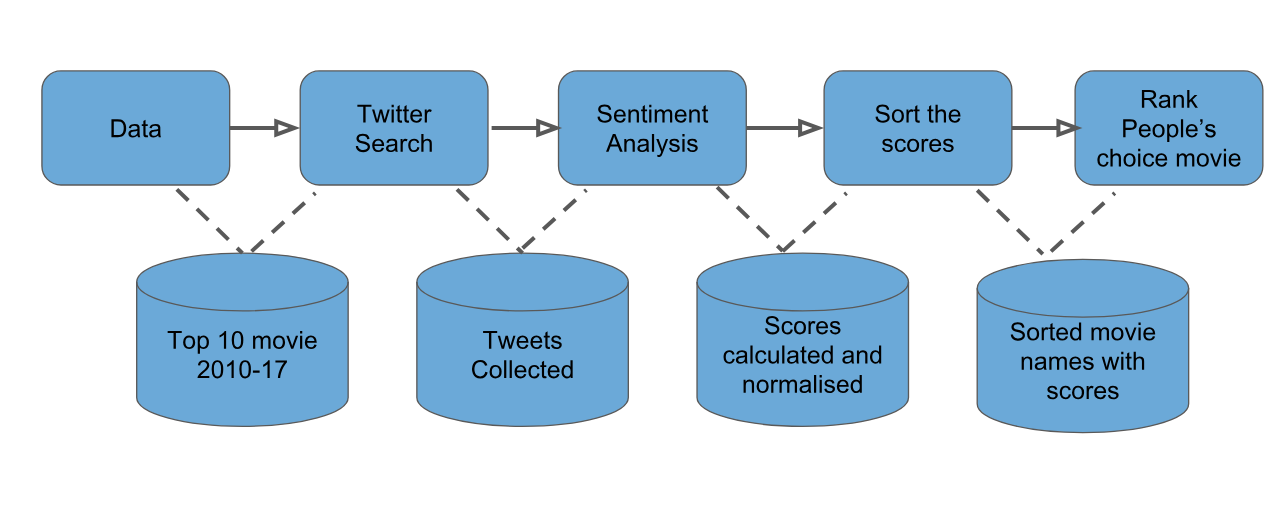 Data
Twitter
Search
Sentiment
Analysis
Sort the
scores
Rank
People’s
choice movie
Top 10 movie
2010-17
Tweets
Collected
Scores
calculated and
normalised
Sorted movie
names with
scores